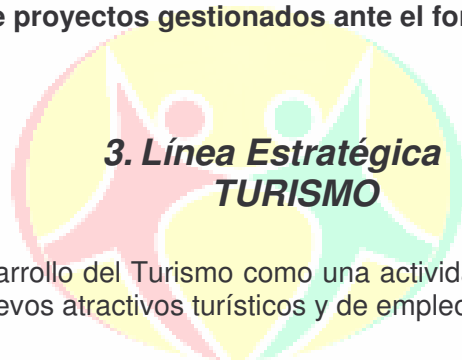 e proyectos gestionados ante el for
3. Línea Estratégica
TURISMO
arrollo del Turismo como una activid
evos atractivos turísticos y de empleo